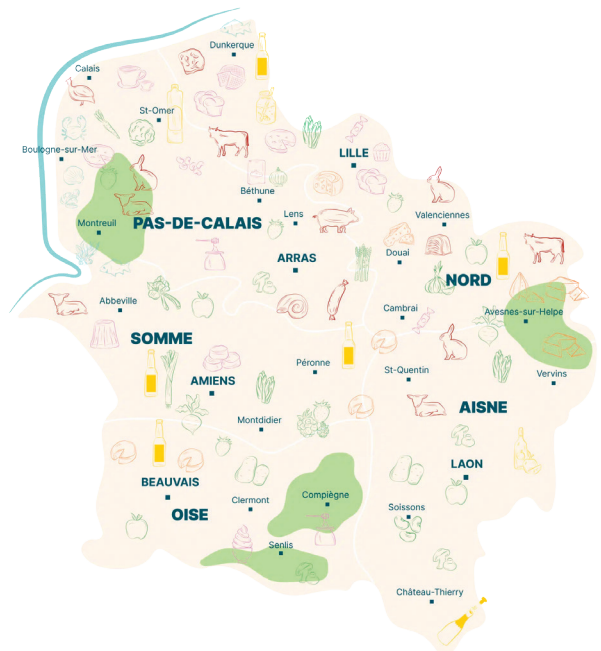 Dunkerque
Calais
St-Omer
Boulogne-sur-Mer
LILLE
Béthune
Lens
Valenciennes
Montreuil
PAS-DE-CALAIS
Douai
ARRAS
NORD
Abbeville
Cambrai
Avesnes-sur-Helpe
SOMME
Péronne
St-Quentin
Vervins
AMIENS
AISNE
Montdidier
LAON
BEAUVAIS
Clermont
Compiègne
Soissons
OISE
Senlis
Château-Thierry